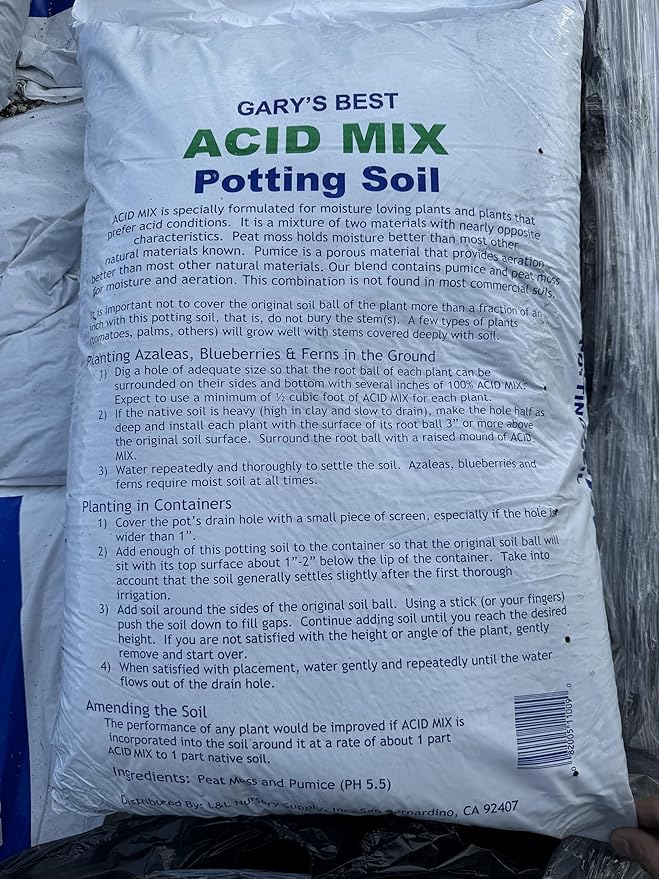 GARY'S BEST
ACID MIX
Potting Soil
ACID MIX is specially formulated for moisture loving plants and plants that
prefer acid conditions. It is a mixture of two materials with nearly opposite
characteristics. Peat moss holds moisture better than most other
natural materials known. Pumice is a porous material that provides aeration
better than most other natural materials. Our blend contains pumice and peat moss
for moisture and aeration. This combination is not found in most commercial soils.
It is important not to cover the original soil ball of the plant more than a fraction of an
inch with this potting soil, that is, do not bury the stem(s). A few types of plants
(tomatoes, palms, others) will grow well with stems covered deeply with soil.
Planting Azaleas, Blueberries & Ferns in the Ground
1) Dig a hole of adequate size so that the root ball of each plant can be
surrounded on their sides and bottom with several inches of 100% ACID MIX.
Expect to use a minimum of ½ cubic foot of ACID MIX for each plant.
2) If the native soil is heavy (high in clay and slow to drain), make the hole half as
deep and install each plant with the surface of its root ball 3" or more above
the original soil surface. Surround the root ball with a raised mound of ACID
MIX.
3) Water repeatedly and thoroughly to settle the soil. Azaleas, blueberries and
ferns require moist soil at all times.
Planting in Containers
1) Cover the pot's drain hole with a small piece of screen, especially if the hole is
wider than 1".
2) Add enough of this potting soil to the container so that the original soil ball will
sit with its top surface about 1"-2" below the lip of the container. Take into
account that the soil generally settles slightly after the first thorough
irrigation.
3) Add soil around the sides of the original soil ball. Using a stick (or your fingers)
push the soil down to fill gaps. Continue adding soil until you reach the desired
height. If you are not satisfied with the height or angle of the plant, gently
remove and start over.
4) When satisfied with placement, water gently and repeatedly until the water
flows out of the drain hole.
Amending the Soil
The performance of any plant would be improved if ACID MIX is
incorporated into the soil around it at a rate of about 1 part
ACID MIX to 1 part native soil.
Ingredients: Peat Moss and Pumice (PH 5.5)
Distributed By: L&L Nursery Supply, Inc. San Bernardino, CA 92407
0 62005 11009 0